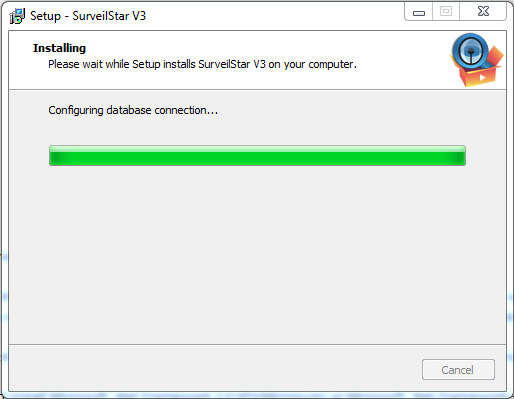 Setup - SurveilStar V3
Installing
Please wait while Setup installs SurveilStar V3 on your computer.
Configuring database connection...
Cancel